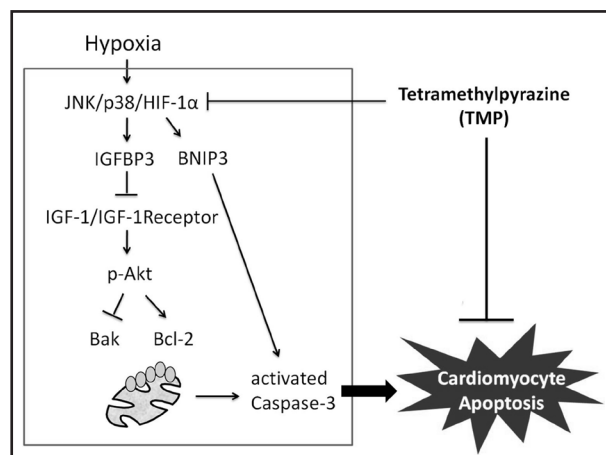 Hypoxia
JNK/p38/HIF-1α
Tetramethylpyrazine
(TMP)
IGFBP3
BNIP3
IGF-1/IGF-1Receptor
p-Akt
Bak
Bcl-2
activated
Caspase-3
Cardiomyocyte
Apoptosis